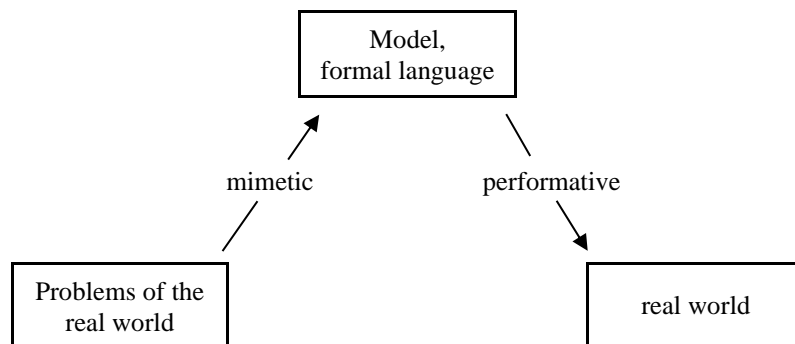 Model,
formal language
mimetic
performative
Problems of the
real world
real world